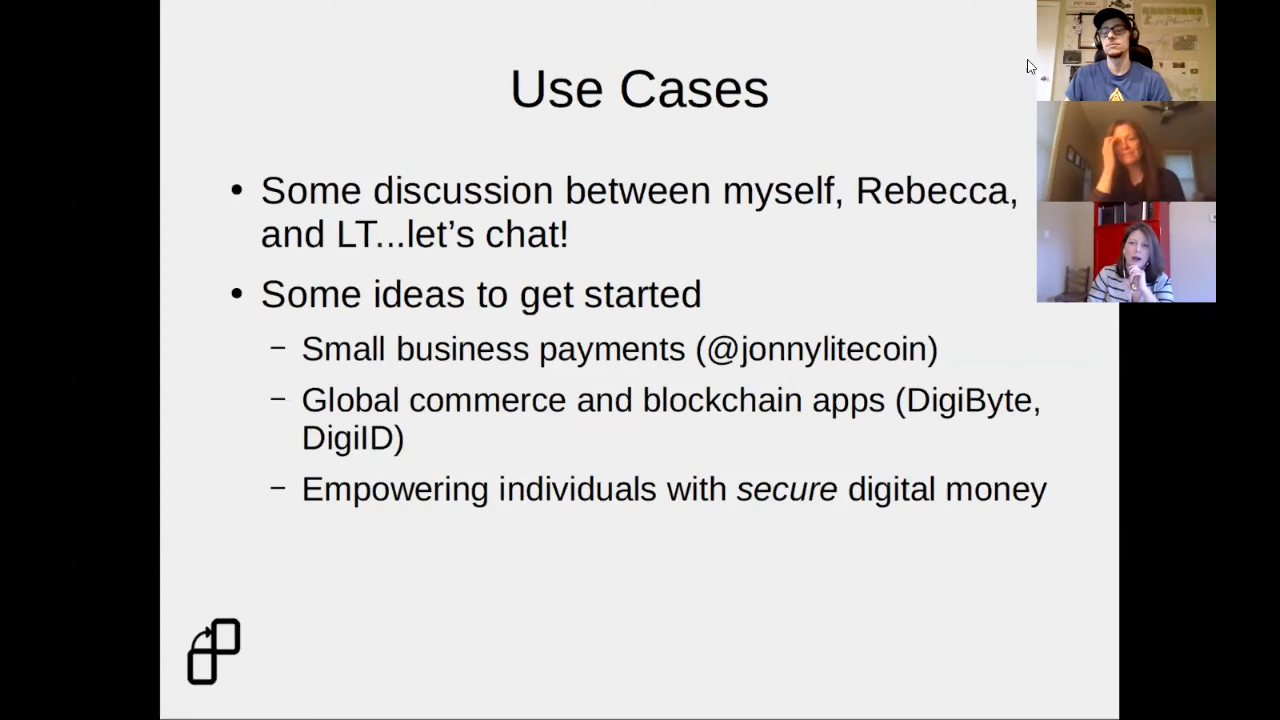 Use Cases
• Some discussion between myself, Rebecca,
and LT...let’s chat!
• Some ideas to get started
– Small business payments (@jonnylitecoin)
– Global commerce and blockchain apps (DigiByte,
DigiID)
– Empowering individuals with secure digital money